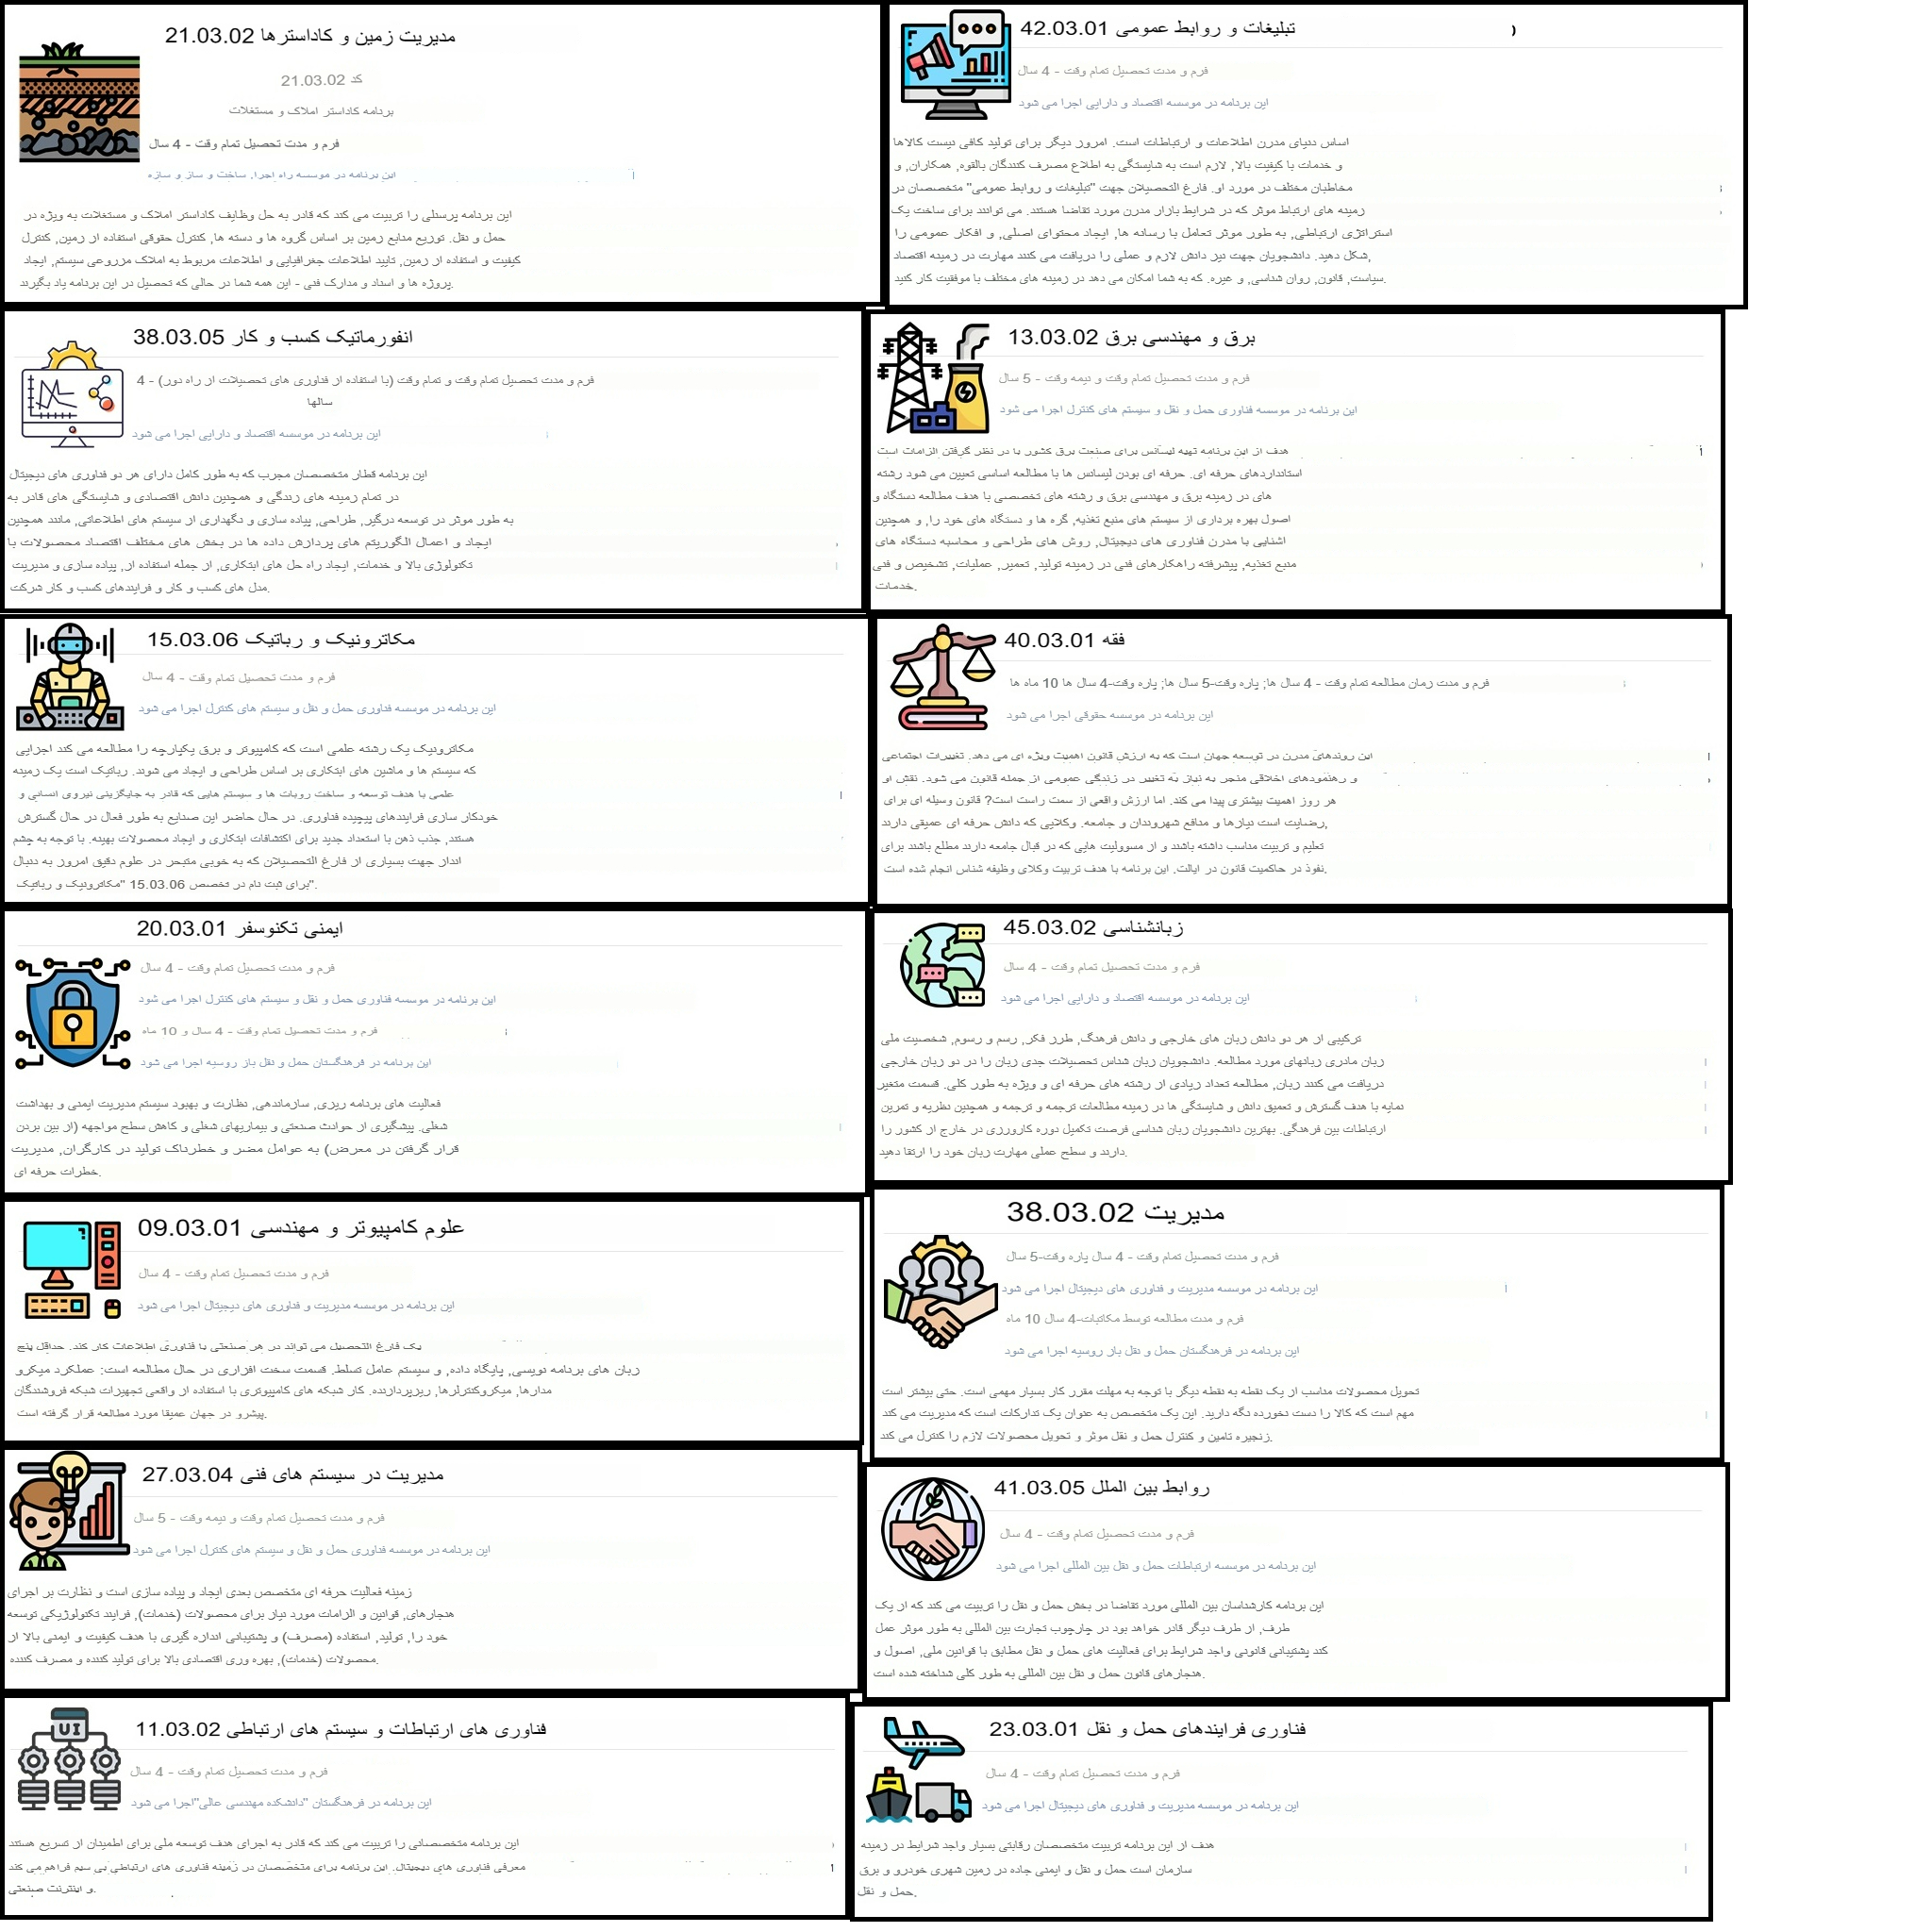 مدیریت زمین و کاداسترها 21.03.02
کد 21.03.02
برنامه کاداستر املاک و مستغلات
فرم و مدت تحصیل تمام وقت - 4 سال
این برنامه در موسسه راه اجرا, ساخت و ساز و سازه
این برنامه پرسنلی را تربیت می کند که قادر به حل وظایف کاداستر املاک و مستغلات به ویژه در
حمل و نقل. توزیع منابع زمین بر اساس گروه ها و دسته ها, کنترل حقوقی استفاده از زمین, کنترل
کیفیت و استفاده از زمین, تایید اطلاعات جغرافیایی و اطلاعات مربوط به املاک مزروعی سیستم, ایجاد
پروژه ها و اسناد و مدارک فنی - این همه شما در حالی که تحصیل در این برنامه یاد بگیرند.
تبلیغات و روابط عمومی 42.03.01
فرم و مدت تحصیل تمام وقت - 4 سال
این برنامه در موسسه اقتصاد و دارایی اجرا می شود
اساس دنیای مدرن اطلاعات و ارتباطات است. امروز دیگر برای تولید کافی نیست کالاها
و خدمات با کیفیت بالا, لازم است به شایستگی به اطلاع مصرف کنندگان بالقوه, همکاران, و
مخاطبان مختلف در مورد او. فارغ التحصیلان جهت "تبلیغات و روابط عمومی" متخصصان در
زمینه های ارتباط موثر که در شرایط بازار مدرن مورد تقاضا هستند. می توانند برای ساخت یک
استراتژی ارتباطی, به طور موثر تعامل با رسانه ها, ایجاد محتوای اصلی, و افکار عمومی را
شکل دهید. دانشجویان جهت نیز دانش لازم و عملی را دریافت می کنند مهارت در زمینه اقتصاد,
سیاست, قانون, روان شناسی, و غیره. که به شما امکان می دهد در زمینه های مختلف با موفقیت کار کنید.
انفورماتیک کسب و کار 38.03.05
فرم و مدت تحصیل تمام وقت و تمام وقت (با استفاده از فناوری های تحصیلات از راه دور) - 4
سالها
این برنامه در موسسه اقتصاد و دارایی اجرا می شود
این برنامه قطار متخصصان مجرب که به طور کامل دارای هر دو فناوری های دیجیتال
در تمام زمینه های زندگی و همچنین دانش اقتصادی و شایستگی های قادر به
به طور موثر در توسعه درگیر, طراحی, پیاده سازی و نگهداری از سیستم های اطلاعاتی, مانند همچنین
ایجاد و اعمال الگوریتم های پردازش داده ها در بخش های مختلف اقتصاد محصولات با
تکنولوژی بالا و خدمات, ایجاد راه حل های ابتکاری, از جمله استفاده از, پیاده سازی و مدیریت
مدل های کسب و کار و فرایندهای کسب و کار شرکت.
برق و مهندسی برق 13.03.02
فرم و مدت تحصیل تمام وقت و نیمه وقت - 5 سال
این برنامه در موسسه فناوری حمل و نقل و سیستم های کنترل اجرا می شود
هدف از این برنامه تهیه لیسانس برای صنعت برق کشور با در نظر گرفتن الزامات است
استانداردهای حرفه ای. حرفه ای بودن لیسانس ها با مطالعه اساسی تعیین می شود رشته
های در زمینه برق و مهندسی برق و رشته های تخصصی با هدف مطالعه دستگاه و
اصول بهره برداری از سیستم های منبع تغذیه, گره ها و دستگاه های خود را, و همچنین
اشنایی با مدرن فناوری های دیجیتال, روش های طراحی و محاسبه دستگاه های
منبع تغذیه, پیشرفته راهکارهای فنی در زمینه تولید, تعمیر, عملیات, تشخیص و فنی
خدمات.
مکاترونیک و رباتیک 15.03.06
فرم و مدت تحصیل تمام وقت - 4 سال
این برنامه در موسسه فناوری حمل و نقل و سیستم های کنترل اجرا می شود
مکاترونیک یک رشته علمی است که کامپیوتر و برق یکپارچه را مطالعه می کند اجزایی
که سیستم ها و ماشین های ابتکاری بر اساس طراحی و ایجاد می شوند. رباتیک است یک زمینه
علمی با هدف توسعه و ساخت روبات ها و سیستم هایی که قادر به جایگزینی نیروی انسانی و
خودکار سازی فرایندهای پیچیده فناوری. در حال حاضر این صنایع به طور فعال در حال گسترش
هستند, جذب ذهن با استعداد جدید برای اکتشافات ابتکاری و ایجاد محصولات بهینه. با توجه به چشم
انداز جهت بسیاری از فارغ التحصیلان که به خوبی متبحر در علوم دقیق امروز به دنبال
برای ثبت نام در تخصص 15.03.06 "مکاترونیک و رباتیک".
فقه 40.03.01
فرم و مدت زمان مطالعه تمام وقت - 4 سال ها; پاره وقت-5 سال ها; پاره وقت-4 سال ها 10 ماه ها
این برنامه در موسسه حقوقی اجرا می شود
این روندهای مدرن در توسعه جهان است که به ارزش قانون اهمیت ویژه ای می دهد. تغییرات اجتماعی
و رهنمودهای اخلاقی منجر به نیاز به تغییر در زندگی عمومی از جمله قانون می شود. نقش او
هر روز اهمیت بیشتری پیدا می کند. اما ارزش واقعی از سمت راست است? قانون وسیله ای برای
رضایت است نیازها و منافع شهروندان و جامعه. وکلایی که دانش حرفه ای عمیقی دارند,
تعلیم و تربیت مناسب داشته باشند و از مسوولیت هایی که در قبال جامعه دارند مطلع باشند برای
نفوذ در حاکمیت قانون در ایالت. این برنامه با هدف تربیت وکلای وظیفه شناس انجام شده است.
ایمنی تکنوسفر 20.03.01
فرم و مدت تحصیل تمام وقت - 4 سال
این برنامه در موسسه فناوری حمل و نقل و سیستم های کنترل اجرا می شود
فرم و مدت تحصیل تمام وقت - 4 سال و 10 ماه
این برنامه در فرهنگستان حمل و نقل باز روسیه اجرا می شود
فعالیت های برنامه ریزی, سازماندهی, نظارت و بهبود سیستم مدیریت ایمنی و بهداشت
شغلی. پیشگیری از حوادث صنعتی و بیماریهای شغلی و کاهش سطح مواجهه (از بین بردن
قرار گرفتن در معرض) به عوامل مضر و خطرناک تولید در کارگران, مدیریت
خطرات حرفه ای.
زبانشناسی 45.03.02
فرم و مدت تحصیل تمام وقت - 4 سال
این برنامه در موسسه اقتصاد و دارایی اجرا می شود
ترکیبی از هر دو دانش زبان های خارجی و دانش فرهنگ, طرز فکر, رسم و رسوم, شخصیت ملی
زبان مادری زبانهای مورد مطالعه. دانشجویان زبان شناس تحصیلات جدی زبان را در دو زبان خارجی
دریافت می کنند زبان, مطالعه تعداد زیادی از رشته های حرفه ای و ویژه به طور کلی. قسمت متغیر
نمایه با هدف گسترش و تعمیق دانش و شایستگی ها در زمینه مطالعات ترجمه و ترجمه و همچنین نظریه و تمرین
ارتباطات بین فرهنگی. بهترین دانشجویان زبان شناسی فرصت تکمیل دوره کارورزی در خارج از کشور را
دارند و سطح عملی مهارت زبان خود را ارتقا دهید.
علوم کامپیوتر و مهندسی 09.03.01
فرم و مدت تحصیل تمام وقت - 4 سال
این برنامه در موسسه مدیریت و فناوری های دیجیتال اجرا می شود
یک فارغ التحصیل می تواند در هر صنعتی با فناوری اطلاعات کار کند. حداقل پنج
زبان های برنامه نویسی, پایگاه داده, و سیستم عامل تسلط. قسمت سخت افزاری در حال مطالعه است: عملکرد میکرو
مدارها, میکروکنترلرها, ریزپردازنده. کار شبکه های کامپیوتری با استفاده از واقعی تجهیزات شبکه فروشندگان
پیشرو در جهان عمیقا مورد مطالعه قرار گرفته است.
مدیریت 38.03.02
فرم و مدت تحصیل تمام وقت - 4 سال پاره وقت-5 سال
این برنامه در موسسه مدیریت و فناوری های دیجیتال اجرا می شود
فرم و مدت مطالعه توسط مکاتبات-4 سال 10 ماه
این برنامه در فرهنگستان حمل و نقل باز روسیه اجرا می شود
تحویل محصولات مناسب از یک نقطه به نقطه دیگر با توجه به مهلت مقرر کار بسیار مهمی است. حتی بیشتر است
مهم است که کالا را دست نخورده نگه دارید. این یک متخصص به عنوان یک تدارکات است که مدیریت می کند
زنجیره تامین و کنترل حمل و نقل موثر و تحویل محصولات لازم را کنترل می کند.
مدیریت در سیستم های فنی 27.03.04
فرم و مدت تحصیل تمام وقت و نیمه وقت - 5 سال
این برنامه در موسسه فناوری حمل و نقل و سیستم های کنترل اجرا می شود
زمینه فعالیت حرفه ای متخصص بعدی ایجاد و پیاده سازی است و نظارت بر اجرای
هنجارهای, قوانین و الزامات مورد نیاز برای محصولات (خدمات), فرایند تکنولوژیکی توسعه
خود را, تولید, استفاده (مصرف) و پشتیبانی اندازه گیری با هدف کیفیت و ایمنی بالا از
محصولات (خدمات), بهره وری اقتصادی بالا برای تولید کننده و مصرف کننده.
روابط بین الملل 41.03.05
فرم و مدت تحصیل تمام وقت - 4 سال
این برنامه در موسسه ارتباطات حمل و نقل بین المللی اجرا می شود
این برنامه کارشناسان بین المللی مورد تقاضا در بخش حمل و نقل را تربیت می کند که از یک
طرف, از طرف دیگر قادر خواهد بود در چارچوب تجارت بین المللی به طور موثر عمل
کند پشتیبانی قانونی واجد شرایط برای فعالیت های حمل و نقل مطابق با قوانین ملی, اصول و
هنجارهای قانون حمل و نقل بین المللی به طور کلی شناخته شده است.
فناوری های ارتباطات و سیستم های ارتباطی 11.03.02
فرم و مدت تحصیل تمام وقت - 4 سال
این برنامه در فرهنگستان "دانشکده مهندسی عالی"اجرا می شود
UI
این برنامه متخصصانی را تربیت می کند که قادر به اجرای هدف توسعه ملی برای اطمینان از تسریع هستند
معرفی فناوری های دیجیتال. این برنامه برای متخصصان در زمینه فناوری های ارتباطی بی سیم فراهم می کند
و اینترنت صنعتی.
فناوری فرایندهای حمل و نقل 23.03.01
فرم و مدت تحصیل تمام وقت - 4 سال
این برنامه در موسسه مدیریت و فناوری های دیجیتال اجرا می شود
هدف از این برنامه تربیت متخصصان رقابتی بسیار واجد شرایط در زمینه
سازمان است حمل و نقل و ایمنی جاده در زمین شهری خودرو و برق
حمل و نقل.